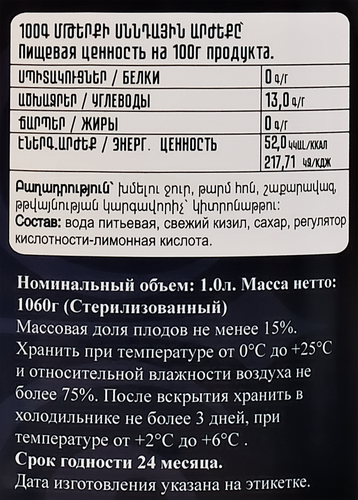 100Գ ՄԹԵՐՔԻ ՍՆՆԴԱՅԻՆ ԱՐԺԵՔԸ՝
Пищевая ценность на 100г продукта.
ՍՊԻՏԱԿՈՒՑՆԵՐ / БЕЛКИ 0 գ/г
ԱԾԽԱՋՐԵՐ / УГЛЕВОДЫ 13,0 գ/г
ՃԱՐՊԵՐ / ЖИРЫ 0 գ/г
ԷՆԵՐԳ.ԱՐԺԵՔ / ЭНЕРГ. ЦЕННОСТЬ 52,0 ԿԿԱԼ/ККАЛ
217,71 ԿՋ/КДЖ
Բաղադրություն՝ խմելու ջուր, թարմ հոն, շաքարավազ,
թթվայնության կարգավորիչ՝ կիտրոնաթթու:
Состав: вода питьевая, свежий кизил, сахар, регулятор
кислотности-лимонная кислота.
Номинальный объем: 1.0л. Масса нетто:
1060г (Стерилизованный)
Массовая доля плодов не менее 15%.
Хранить при температуре от 0°С до +25°С
и относительной влажности воздуха не
более 75%. После вскрытия хранить в
холодильнике не более 3 дней, при
температуре от +2°С до +6°С .
Срок годности 24 месяца.
Дата изготовления указана на этикетке.